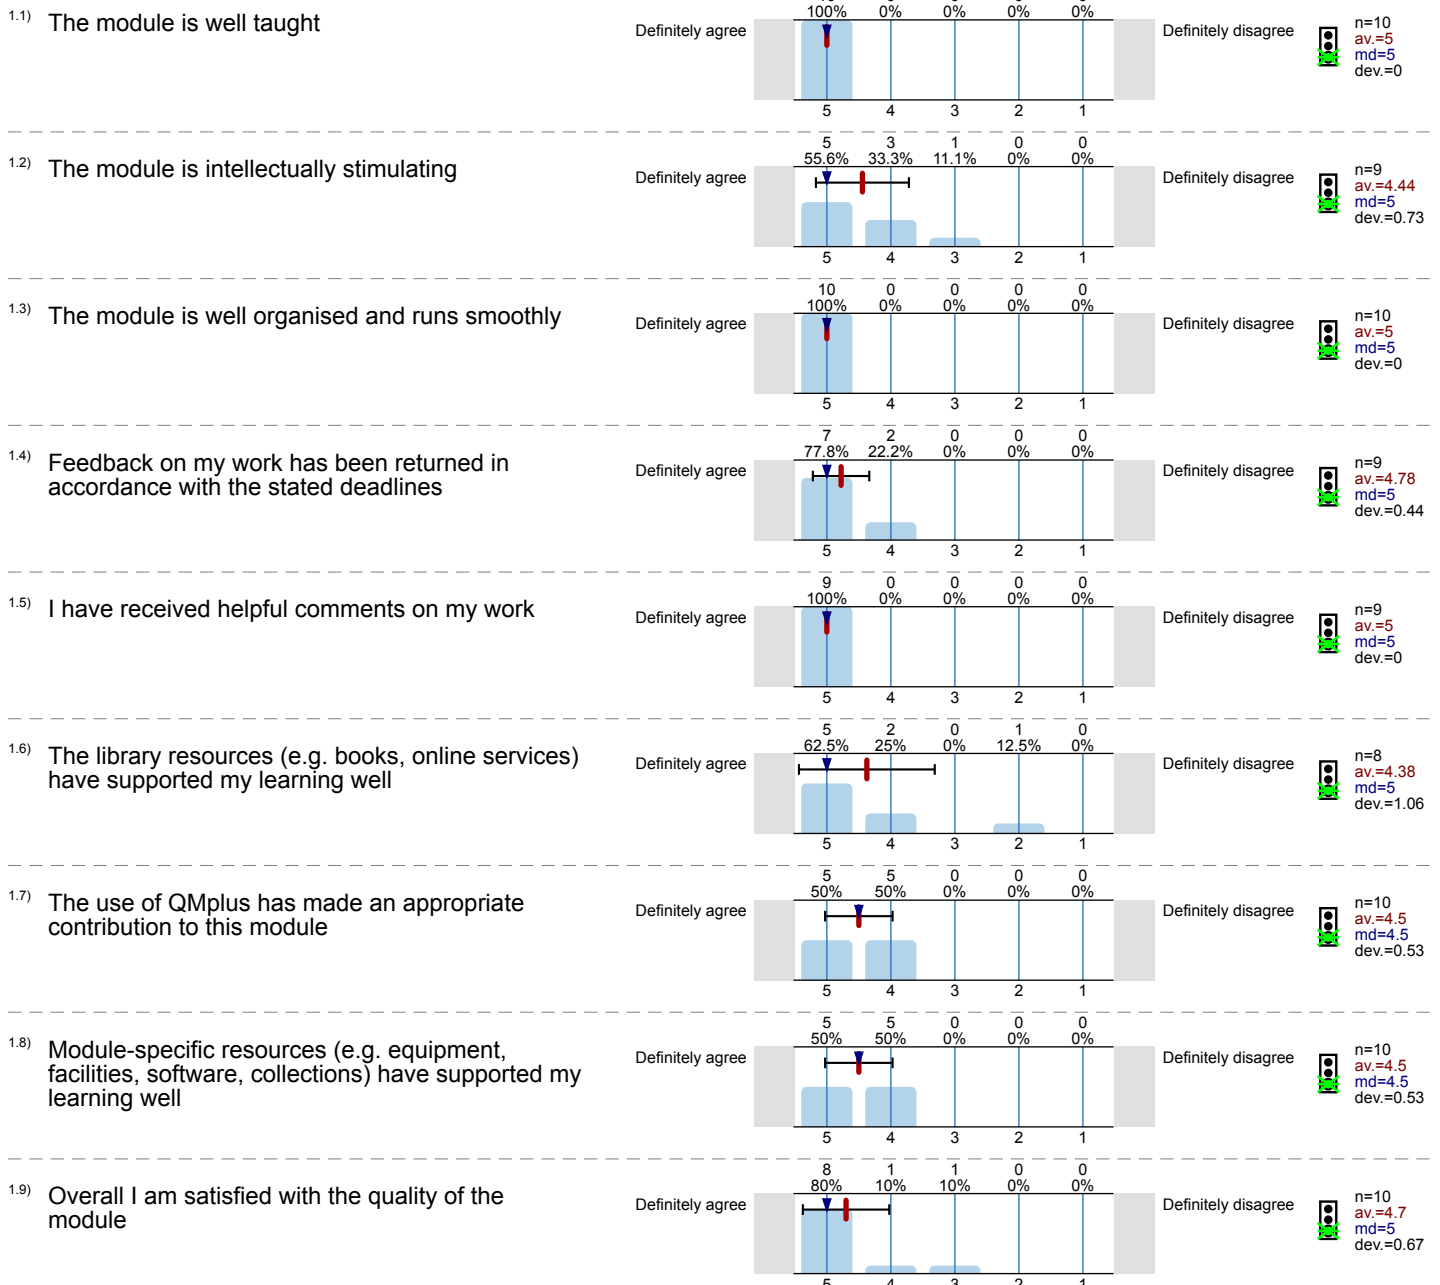 0 0 0 0
100% 0% 0% 0% 0%
1.1) The module is well taught
Definitely agree
Definitely disagree
n=10
av.=5
md=5
dev.=0
5 4 3 2 1
5 3 1 0 0
55.6% 33.3% 11.1% 0% 0%
1.2) The module is intellectually stimulating
Definitely agree
Definitely disagree
n=9
av.=4.44
md=5
dev.=0.73
5 4 3 2 1
10 0 0 0 0
100% 0% 0% 0% 0%
1.3) The module is well organised and runs smoothly
Definitely agree
Definitely disagree
n=10
av.=5
md=5
dev.=0
5 4 3 2 1
7 2 0 0 0
77.8% 22.2% 0% 0% 0%
1.4) Feedback on my work has been returned in
accordance with the stated deadlines
Definitely agree
Definitely disagree
n=9
av.=4.78
md=5
dev.=0.44
5 4 3 2 1
9 0 0 0 0
100% 0% 0% 0% 0%
1.5) I have received helpful comments on my work
Definitely agree
Definitely disagree
n=9
av.=5
md=5
dev.=0
5 4 3 2 1
5 2 0 1 0
62.5% 25% 0% 12.5% 0%
1.6) The library resources (e.g. books, online services)
have supported my learning well
Definitely agree
Definitely disagree
n=8
av.=4.38
md=5
dev.=1.06
5 4 3 2 1
5 5 0 0 0
50% 50% 0% 0% 0%
1.7) The use of QMplus has made an appropriate
contribution to this module
Definitely agree
Definitely disagree
n=10
av.=4.5
md=4.5
dev.=0.53
5 4 3 2 1
5 5 0 0 0
50% 50% 0% 0% 0%
1.8) Module-specific resources (e.g. equipment,
facilities, software, collections) have supported my
learning well
Definitely agree
Definitely disagree
n=10
av.=4.5
md=4.5
dev.=0.53
5 4 3 2 1
8 1 1 0 0
80% 10% 10% 0% 0%
1.9) Overall I am satisfied with the quality of the
module
Definitely agree
Definitely disagree
n=10
av.=4.7
md=5
dev.=0.67
5 4 3 2 1